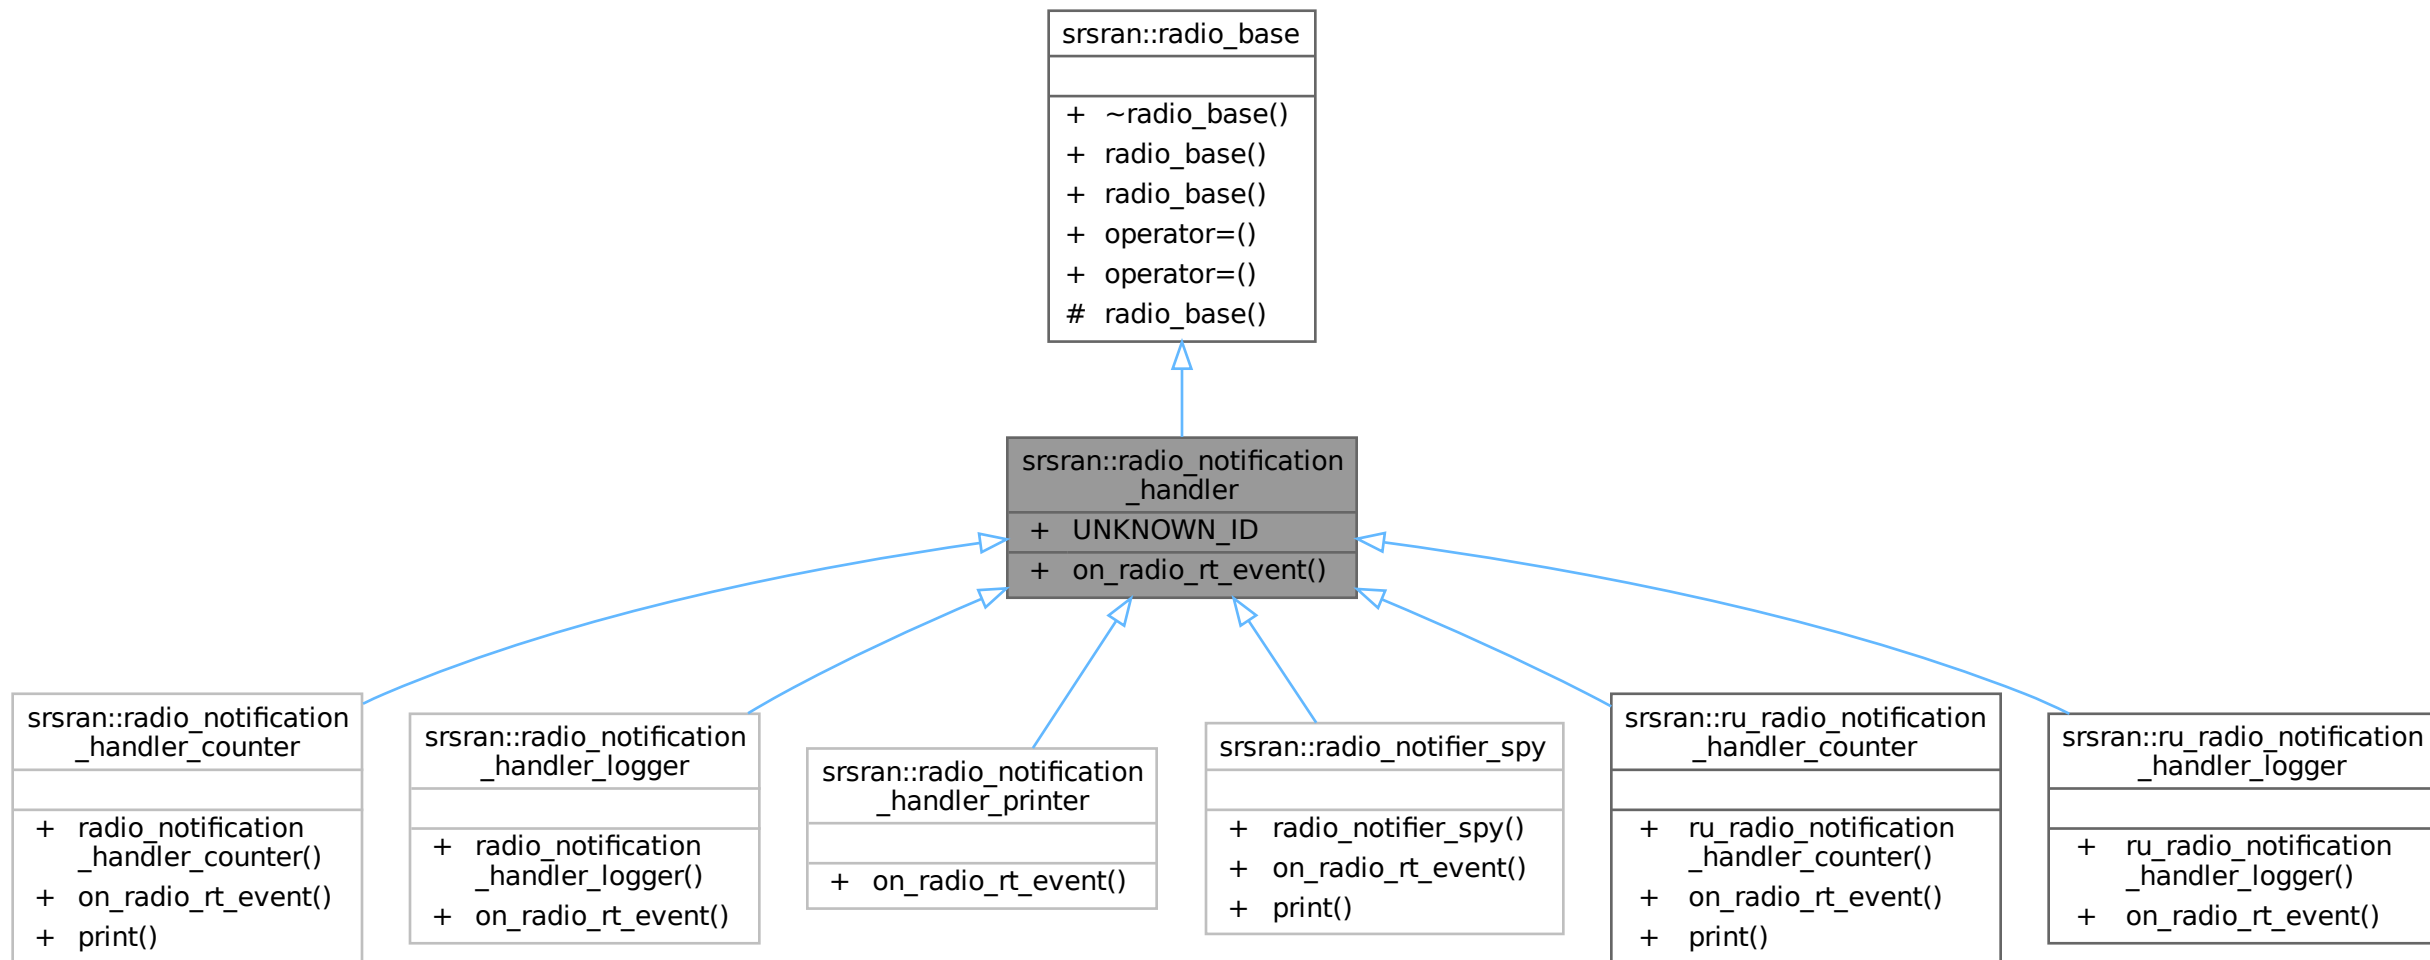 srsran::radio_base
+ ~radio_base()
+ radio_base()
+ radio_base()
+ operator=()
+ operator=()
# radio_base()
srsran::radio_notification
_handler
+ UNKNOWN_ID
+ on_radio_rt_event()
srsran::radio_notification
_handler_counter
+ radio_notification
_handler_counter()
+ on_radio_rt_event()
+ print()
srsran::radio_notification
_handler_logger
+ radio_notification
_handler_logger()
+ on_radio_rt_event()
srsran::radio_notification
_handler_printer
+ on_radio_rt_event()
srsran::radio_notifier_spy
+ radio_notifier_spy()
+ on_radio_rt_event()
+ print()
srsran::ru_radio_notification
_handler_counter
+ ru_radio_notification
_handler_counter()
+ on_radio_rt_event()
+ print()
srsran::ru_radio_notification
_handler_logger
+ ru_radio_notification
_handler_logger()
+ on_radio_rt_event()